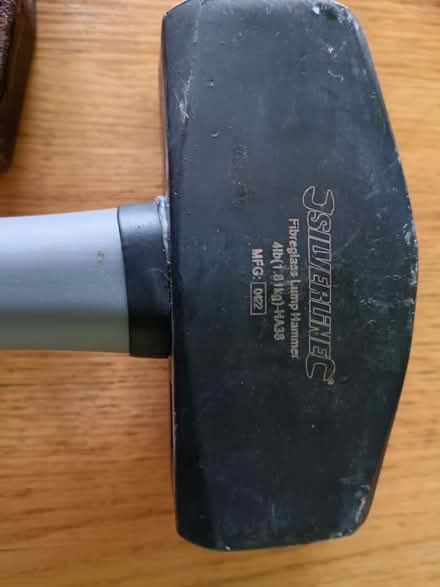 SILVERLINE®
Fibreglass Lump Hammer
4lb(1.81kg)-HA38
MFG: 0422